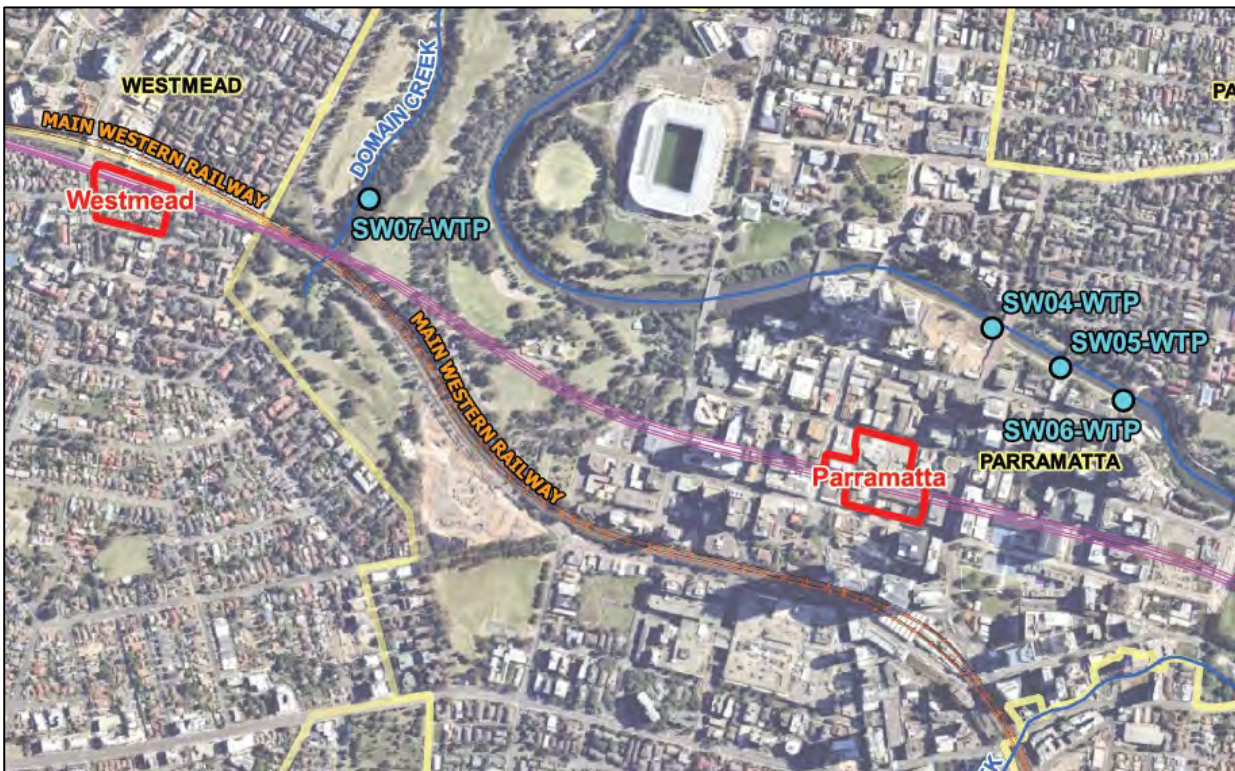 WESTMEAD
DOMAIN CREEK
PA
MAIN WESTERN RAILWAY
Westmead
SW07-WTP
SW04-WTP
MAIN WESTERN RAILWAY
SW05-WTP
SW06-WTP
PARRAMATTA
Parramatta